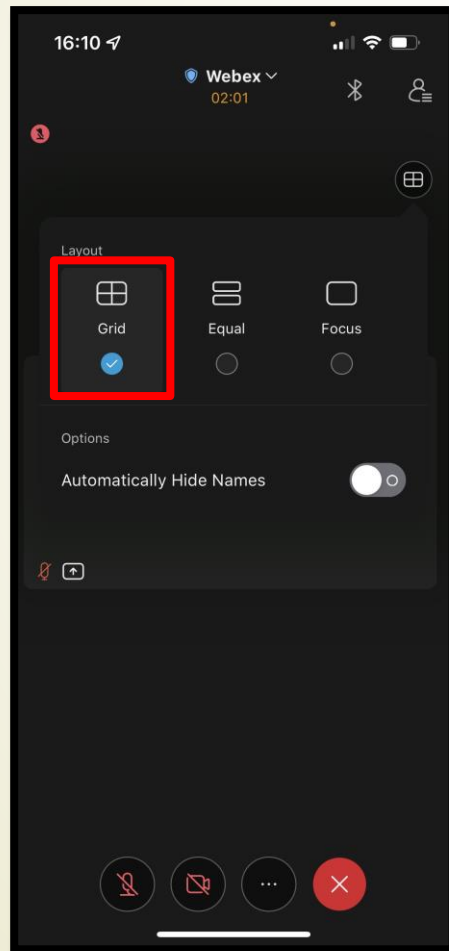 16:10
Webex
02:01
Layout
Grid
Equal
Focus
Options
Automatically Hide Names